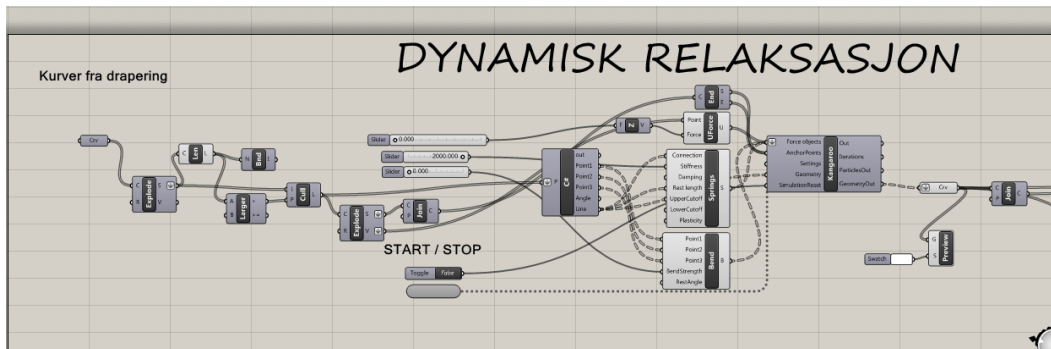 DYNAMISK RELAKSASJON
Kurver fra drapering
Crv
C
R
Explode
S
V
C
Len
L
N
Bnd
I
A
B
Larger
>
>=
L
P
Cull
L
C
R
Explode
S
V
C
P
Join
C
START / STOP
Toggle
False
Slider
0.000
Slider
2000.000
Slider
0.000
P
C#
out
Point1
Point2
Point3
Angle
Line
F
Z
V
C
End
S
E
Point
Force
UForce
U
Connection
Stiffness
Damping
Rest length
UpperCutoff
LowerCutoff
Plasticity
Springs
S
Point1
Point2
Point3
BendStrength
RestAngle
Bend
B
Force objects
AnchorPoints
Settings
Geometry
SimulationReset
Kangaroo
Out
Iterations
ParticlesOut
GeometryOut
Crv
C
P
Join
C
Swatch
G
S
Preview